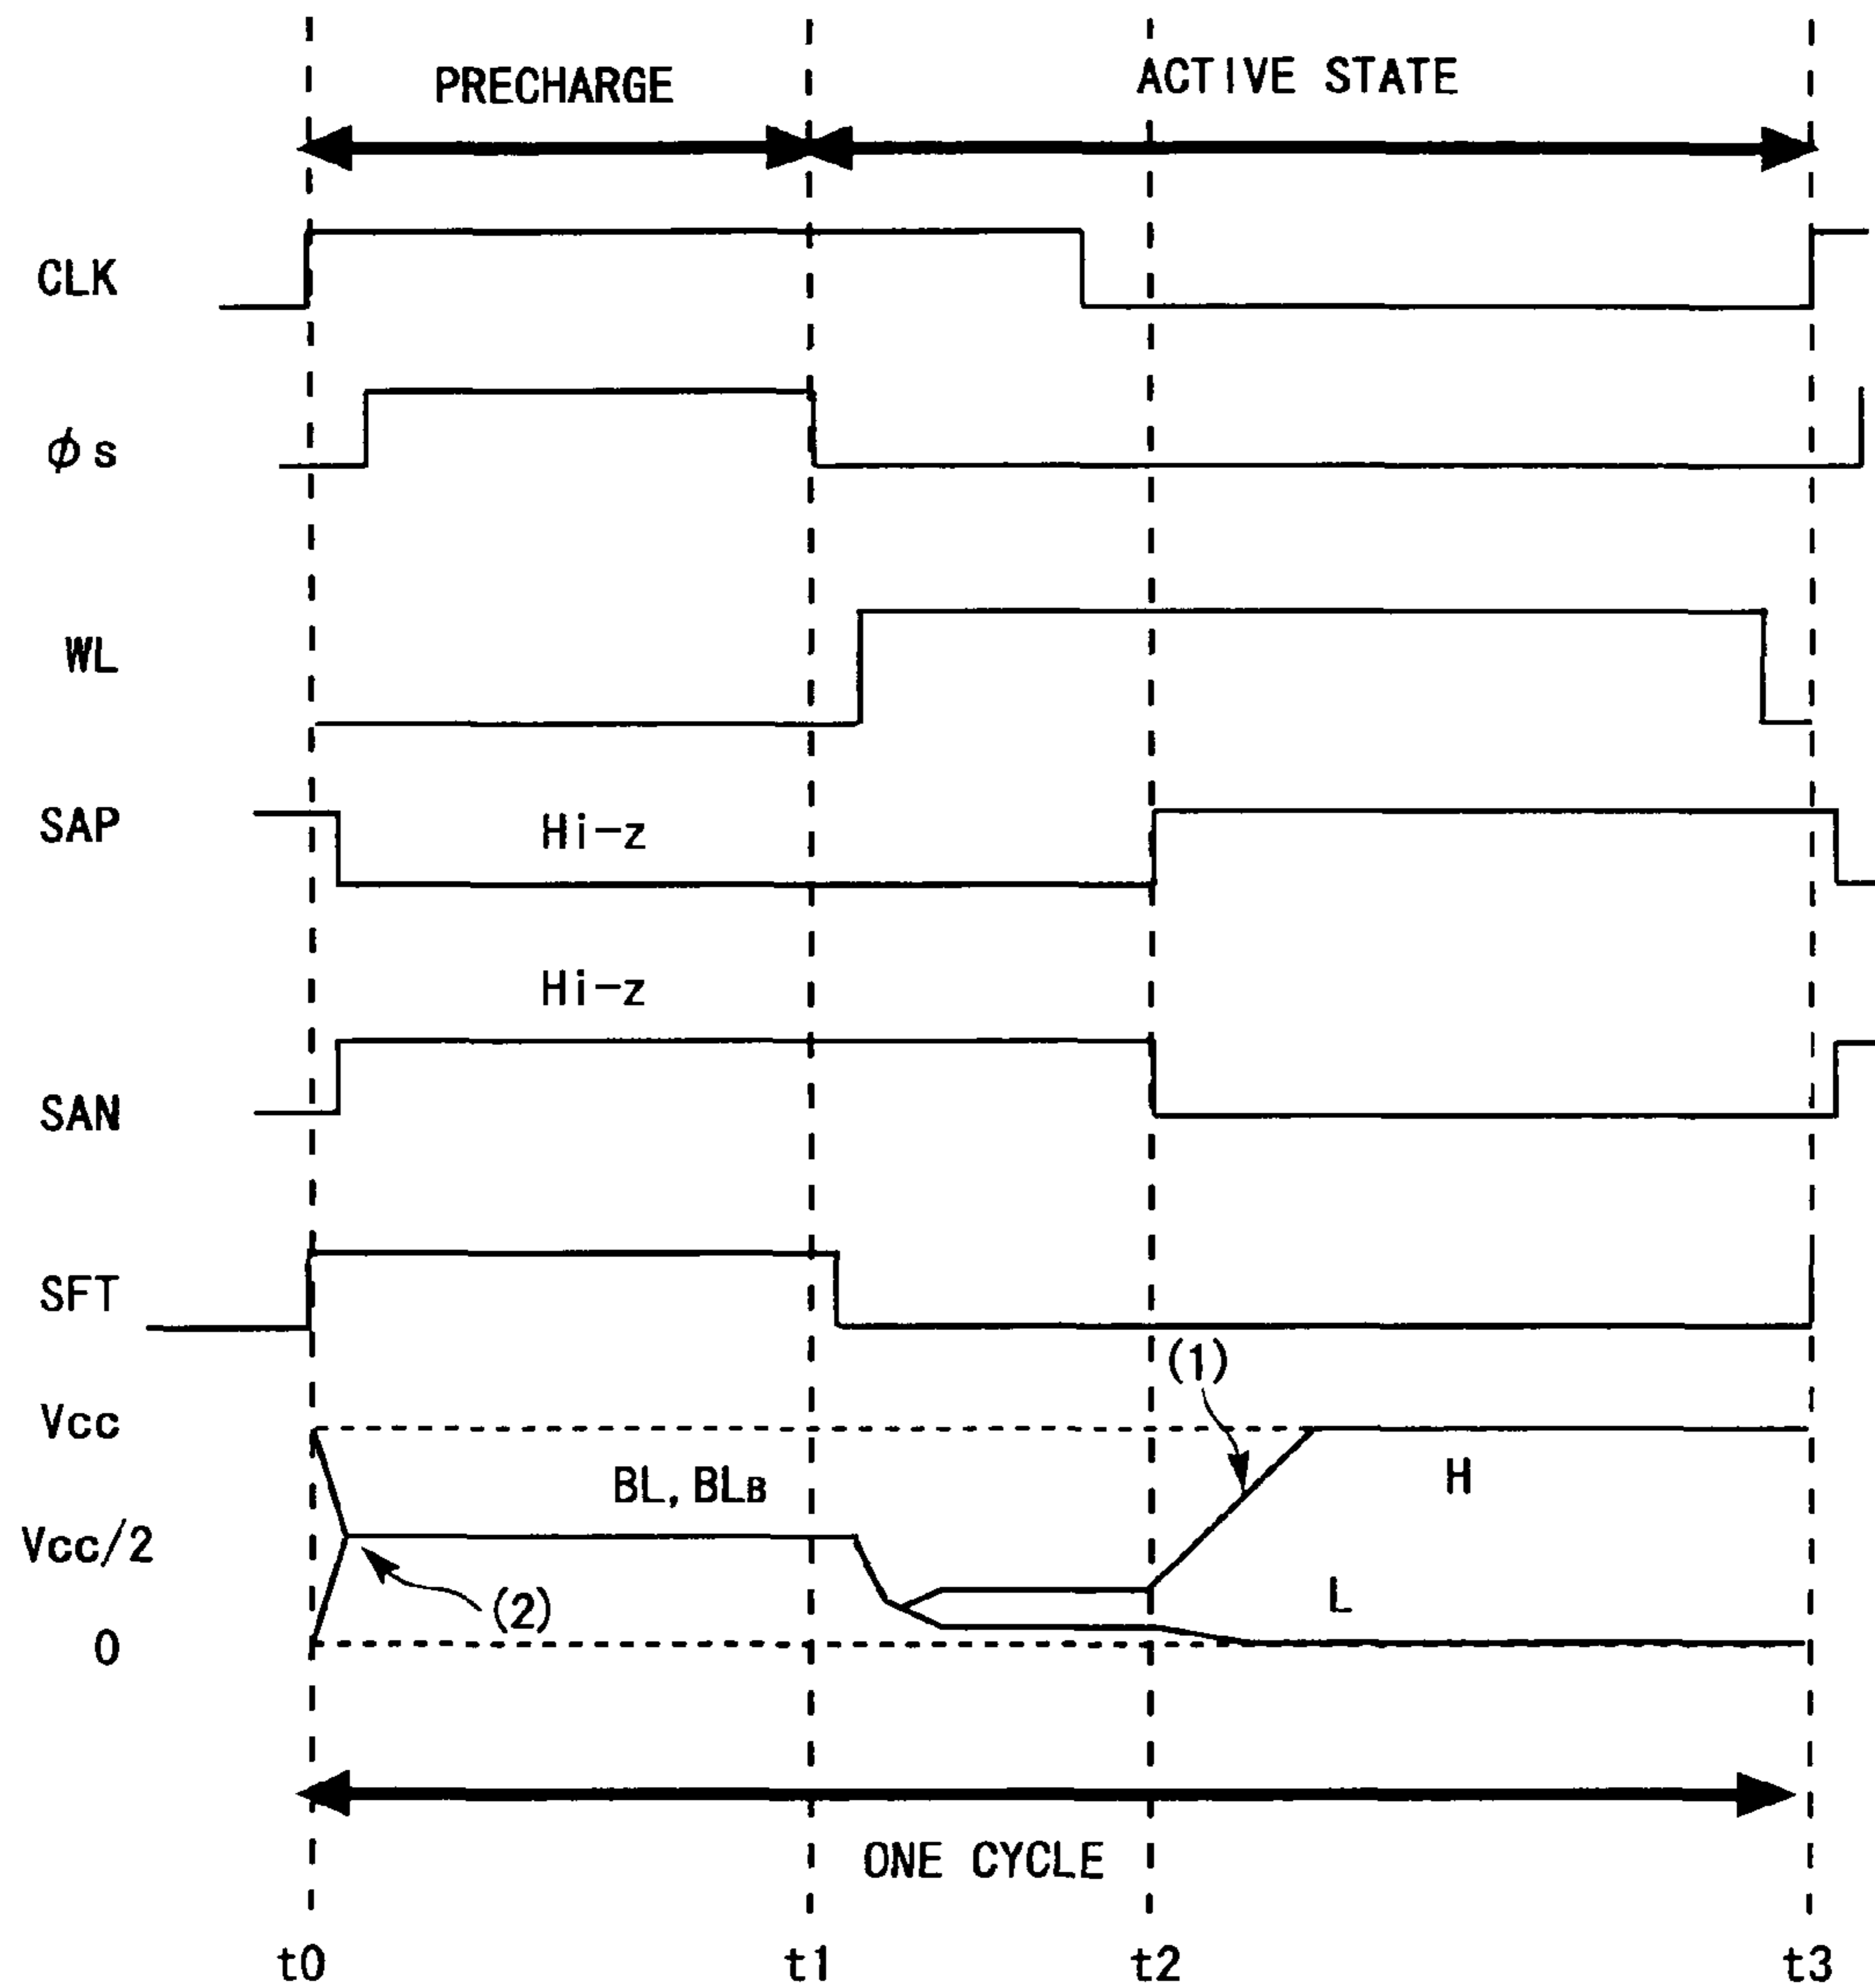 PRECHARGE
ACTIVE STATE
CLK
ϕs
WL
SAP
Hi-z
Hi-z
SAN
SFT
(1)
Vcc
BL, BLB
H
Vcc/2
(2)
L
0
ONE CYCLE
t0 t1 t2 t3